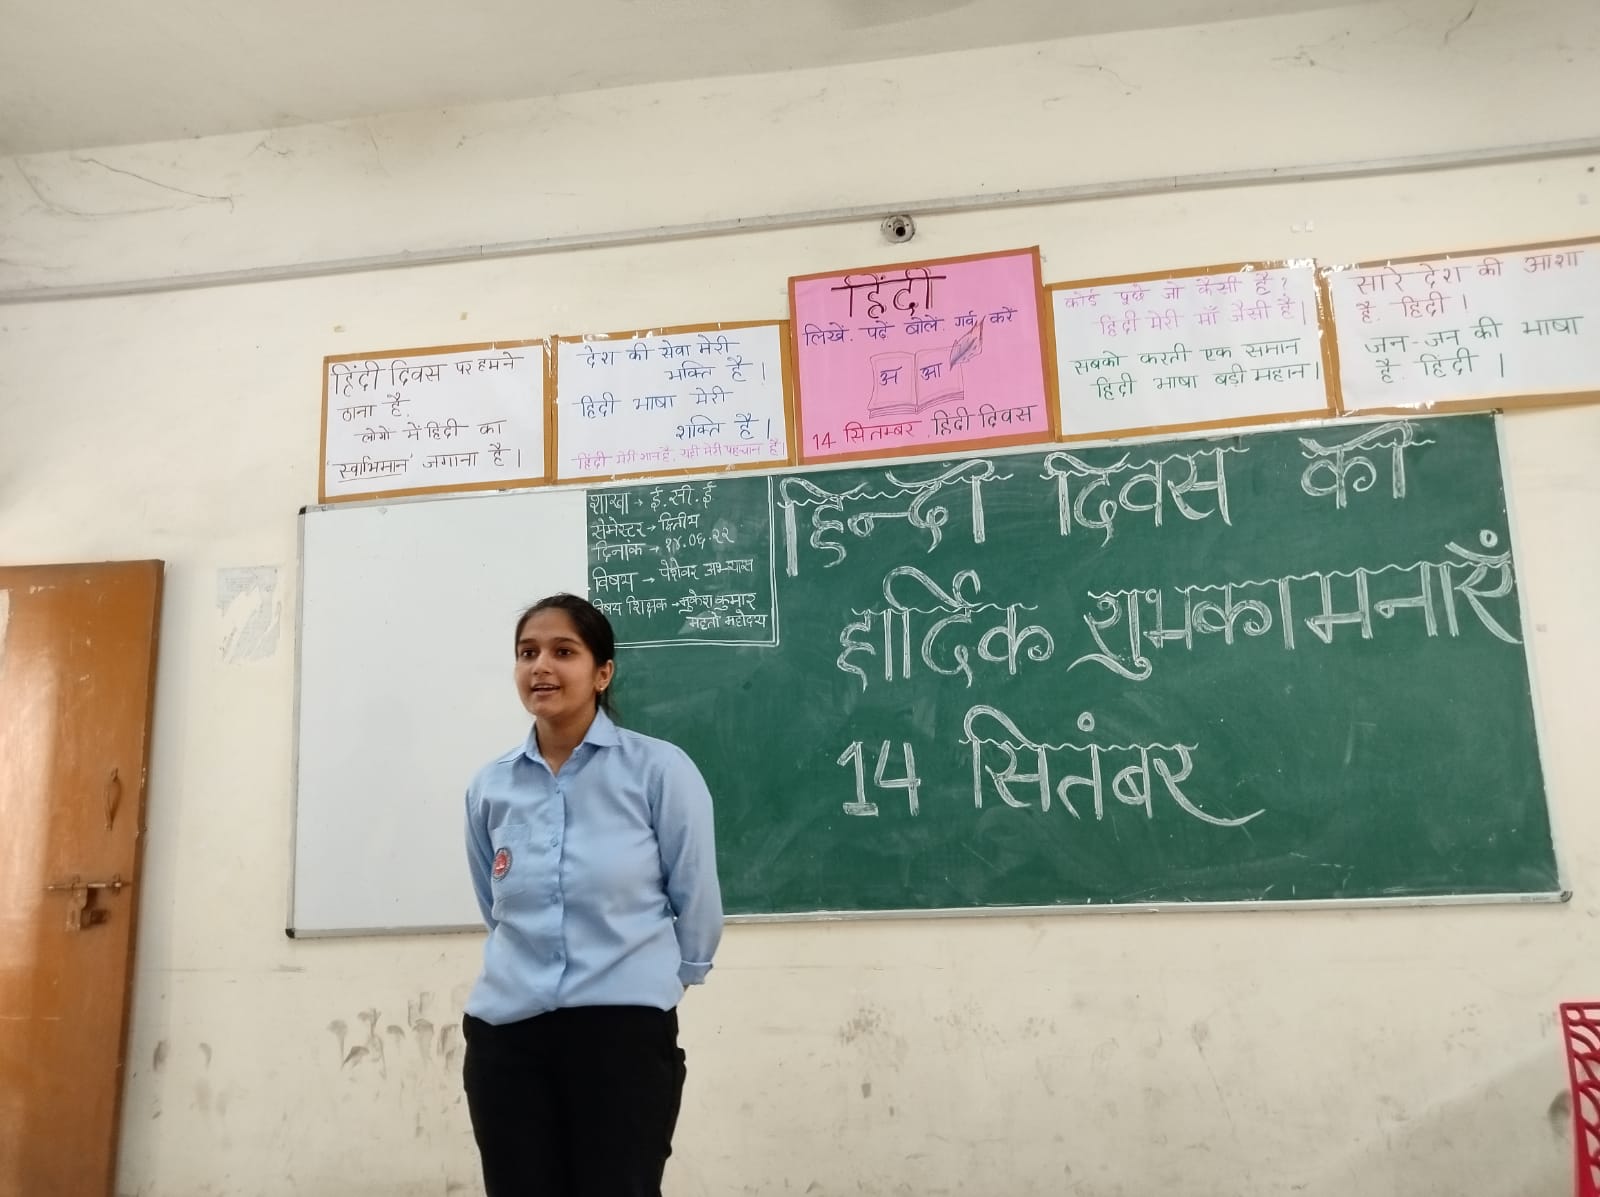 हिंदी दिवस पर हमने
ठाना है.
लोगो में हिंदी का
'स्वाभिमान' जगाना है।
देश की सेवा मेरी
भक्ति है।
हिंदी भाषा मेरी
शक्ति है।
हिंदी मेरी शान है, यही मेरी पहचान है।
हिंदी
लिखें. पढ़ें बोलें. गर्व करें
अ आ
14 सितम्बर, हिंदी दिवस
कोई पूछे जो कैसी है?
हिंदी मेरी माँ जैसी है।
सबको करती एक समान
हिंदी भाषा बड़ी महान।
सारे देश की आशा
है. हिंदी।
जन-जन की भाषा
है. हिंदी।
शाखा → ई.सी.ई
सेमेस्टर → द्वितीय
दिनांक → १४.०९.२२
विषय → पेशेवर अभ्यास
विषय शिक्षक → मुकेश कुमार
महतो महोदय
हिन्दी दिवस की
हार्दिक शुभकामनाएँ
14 सितंबर